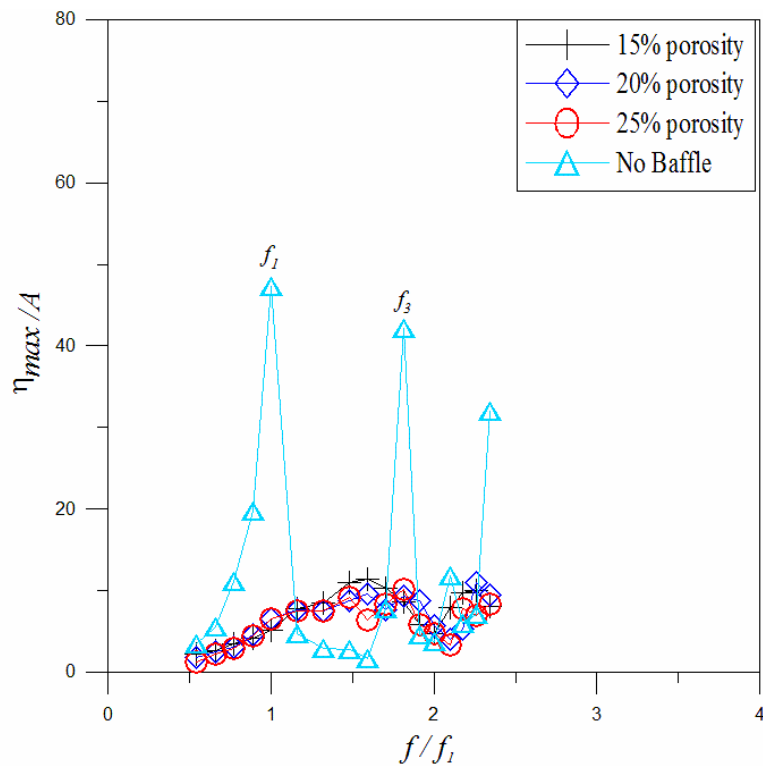 80
15% porosity
20% porosity
25% porosity
No Baffle
60
f1
f3
ηmax/A
40
20
0
0
1
2
3
4
f/f1